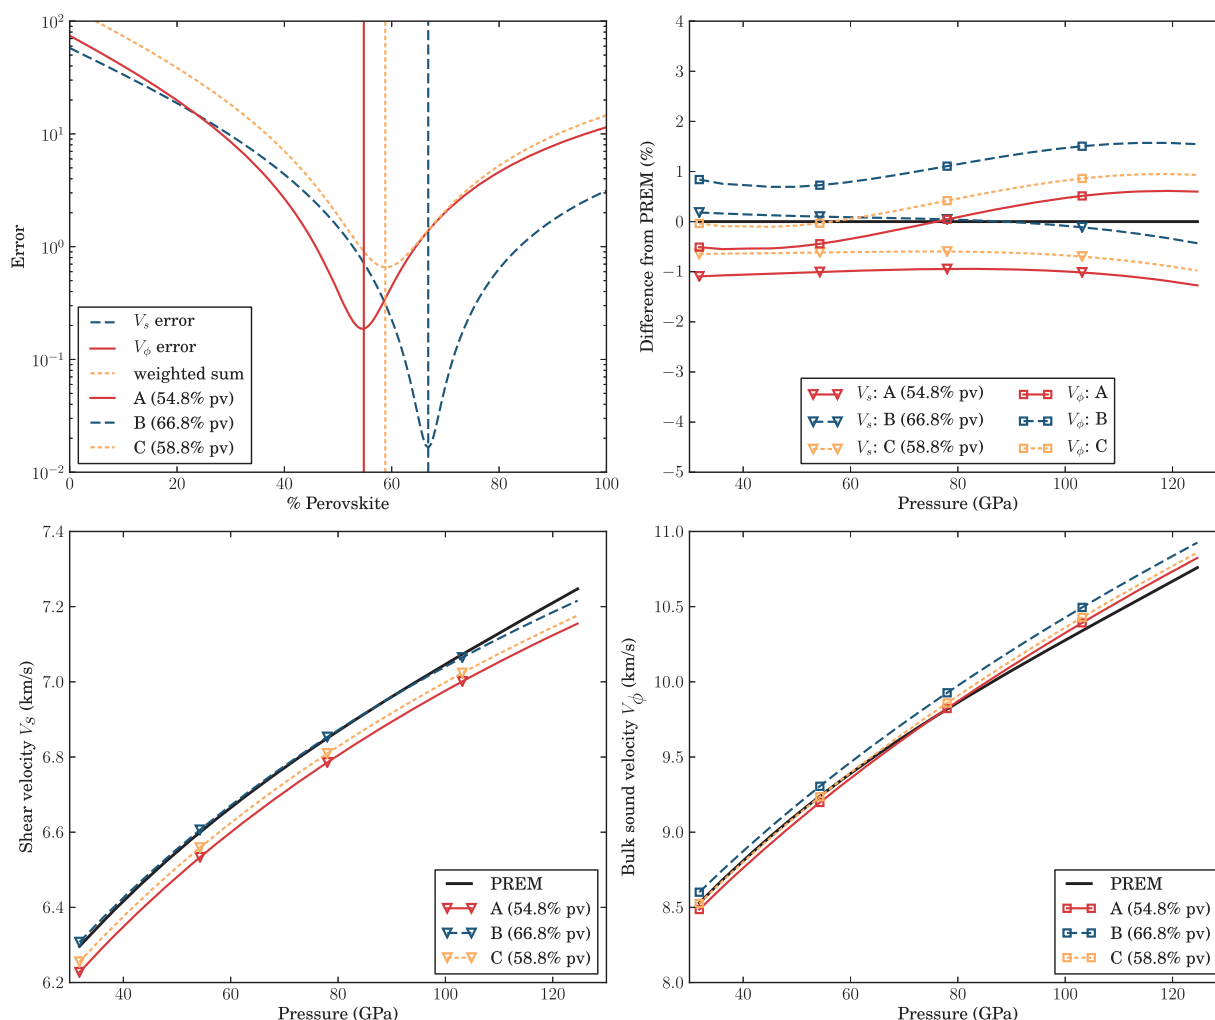 10²
10¹
10⁰
10⁻¹
10⁻²
Error
V_s error
V_ϕ error
weighted sum
A (54.8% pv)
B (66.8% pv)
C (58.8% pv)
0 20 40 60 80 100
% Perovskite
4
3
2
1
0
−1
−2
−3
−4
−5
Difference from PREM (%)
V_s: A (54.8% pv) V_ϕ: A
V_s: B (66.8% pv) V_ϕ: B
V_s: C (58.8% pv) V_ϕ: C
40 60 80 100 120
Pressure (GPa)
7.4
7.2
7.0
6.8
6.6
6.4
6.2
Shear velocity V_S (km/s)
PREM
A (54.8% pv)
B (66.8% pv)
C (58.8% pv)
40 60 80 100 120
Pressure (GPa)
11.0
10.5
10.0
9.5
9.0
8.5
8.0
Bulk sound velocity V_ϕ (km/s)
PREM
A (54.8% pv)
B (66.8% pv)
C (58.8% pv)
40 60 80 100 120
Pressure (GPa)